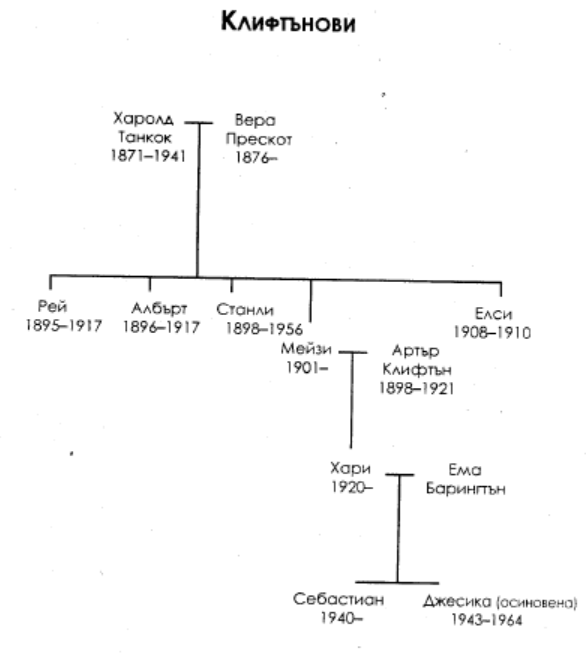 Клифтънови
Харолд
Танкок
1871–1941
Вера
Прескот
1876–
Рей
1895–1917
Албърт
1896–1917
Станли
1898–1956
Мейзи
1901–
Артър
Клифтън
1898–1921
Елси
1908–1910
Хари
1920–
Ема
Барингтън
Себастиан
1940–
Джесика (осиновена)
1943–1964